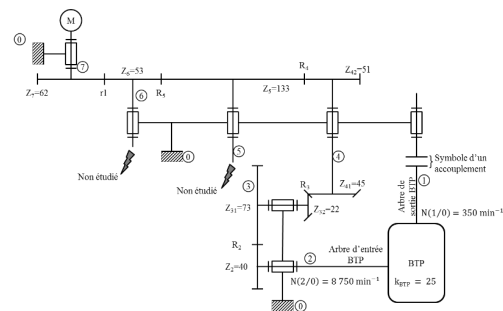 0
M
7
Z7=62
r1
Z6=53
R5
R4
Z5=133
Z42=51
6
0
5
4
Non étudié
Non étudié
Symbole d'un accouplement
1
Arbre de sortie BTP
N(1/0) = 350 min⁻¹
3
R3
Z41=45
Z31=73
Z32=22
R2
Z2=40
2
Arbre d'entrée BTP
N(2/0) = 8 750 min⁻¹
BTP
kBTP = 25
0